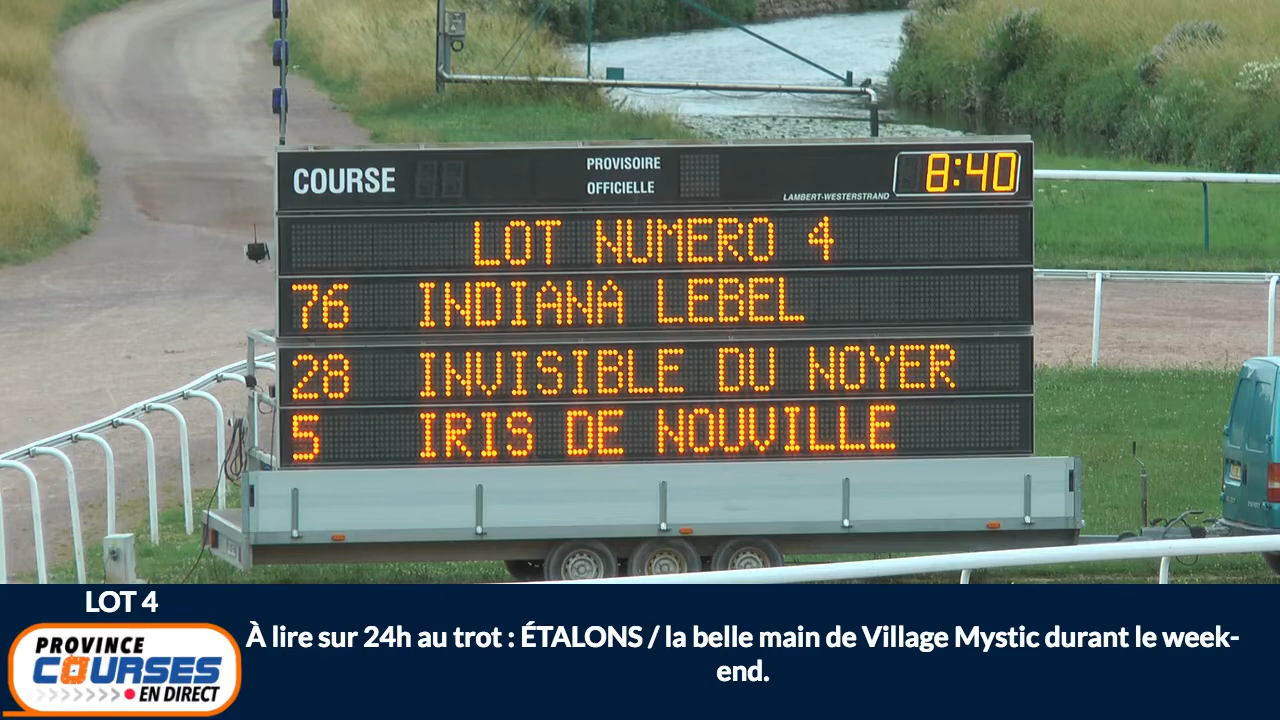 COURSE
PROVISOIRE
OFFICIELLE
LAMBERT-WESTERSTRAND
8:40
LOT NUMERO 4
76 INDIANA LEBEL
28 INVISIBLE DU NOYER
5 IRIS DE NOUVILLE
LOT 4
PROVINCE
COURSES
EN DIRECT
À lire sur 24h au trot : ÉTALONS / la belle main de Village Mystic durant le week-
end.